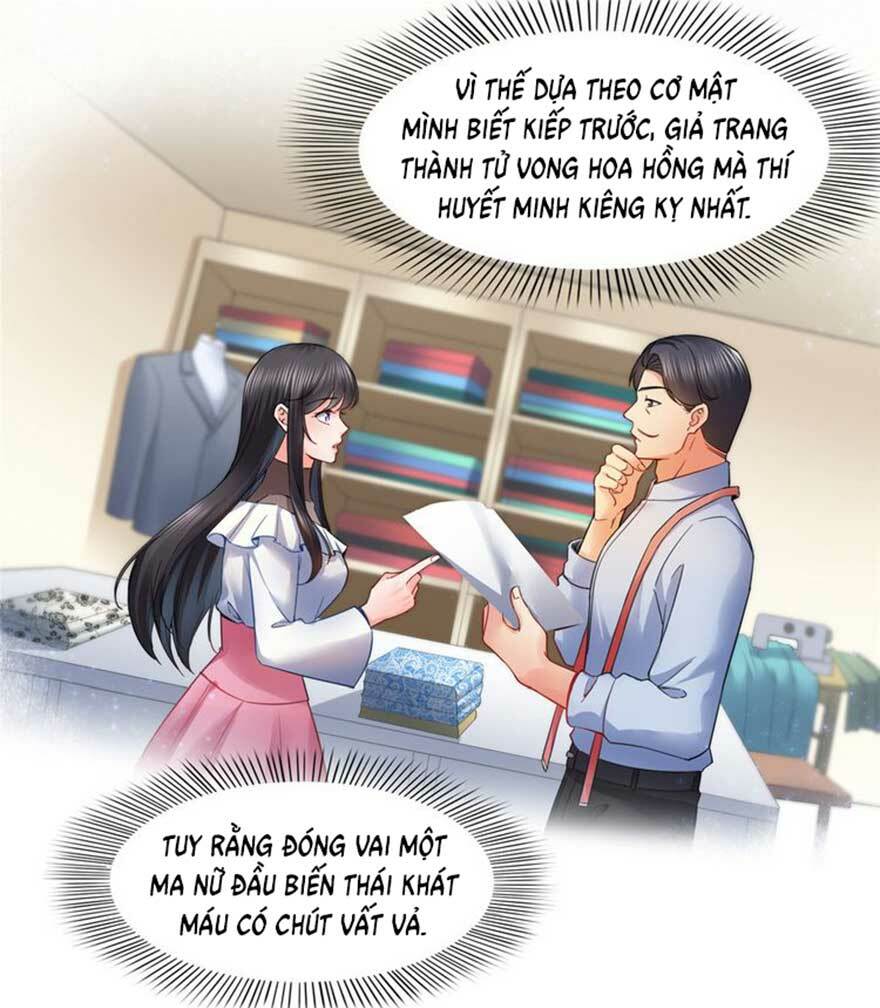 VÌ THẾ DỰA THEO CƠ MẬT
MÌNH BIẾT KIẾP TRƯỚC, GIẢ TRANG
THÀNH TỬ VONG HOA HỒNG MÀ THÍ
HUYẾT MINH KIÊNG KỴ NHẤT.
TUY RẰNG ĐÓNG VAI MỘT
MA NỮ ĐẦU BIẾN THÁI KHÁT
MÁU CÓ CHÚT VẤT VẢ.